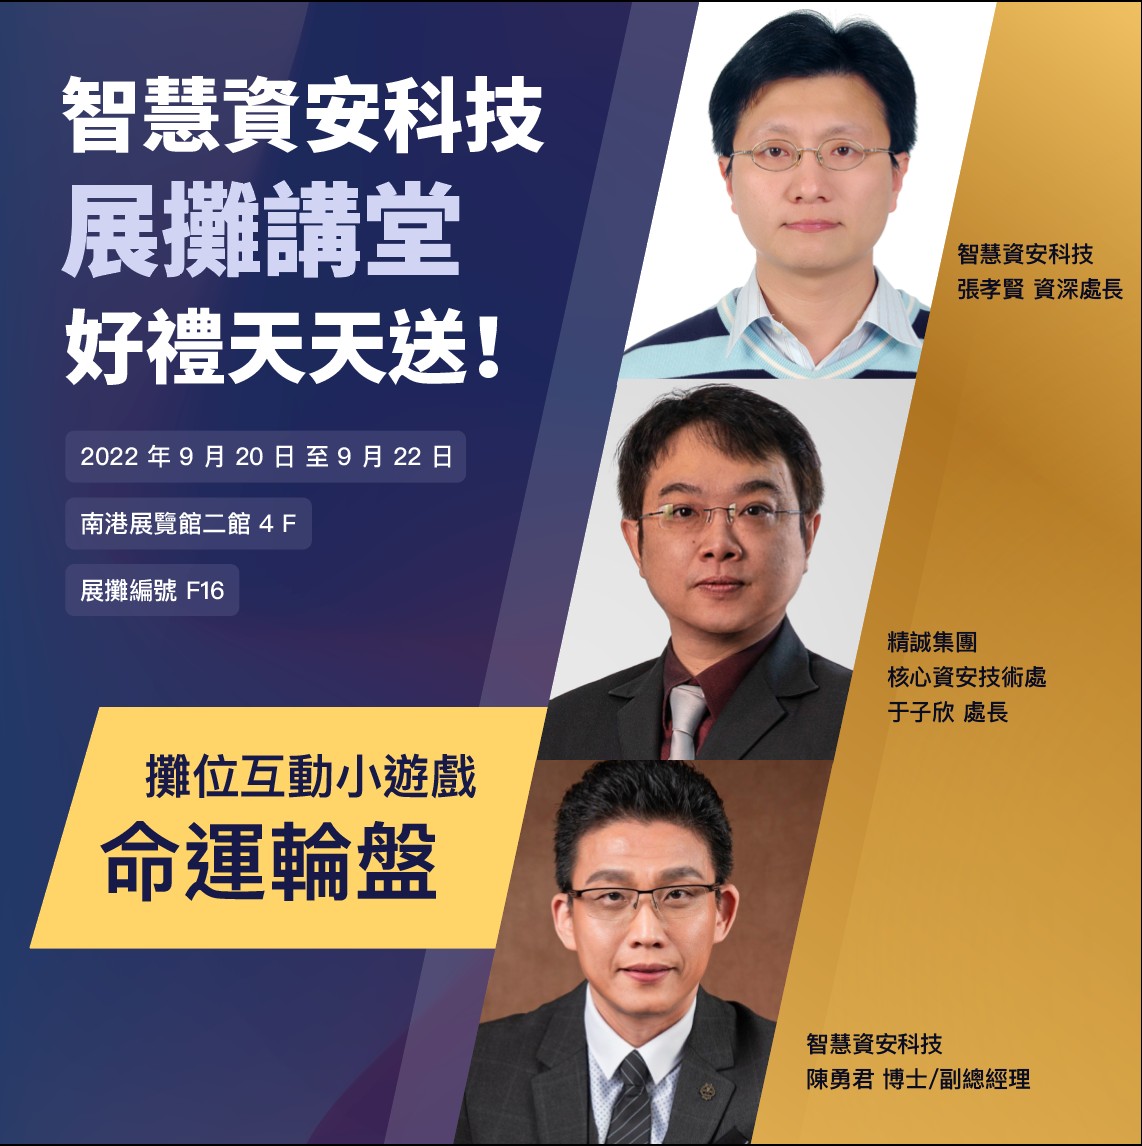 智慧資安科技
展攤講堂
好禮天天送!
2022 年 9 月 20 日 至 9 月 22 日
南港展覽館二館 4 F
展攤編號 F16
攤位互動小遊戲
命運輪盤
智慧資安科技
張孝賢 資深處長
精誠集團
核心資安技術處
于子欣 處長
智慧資安科技
陳勇君 博士/副總經理